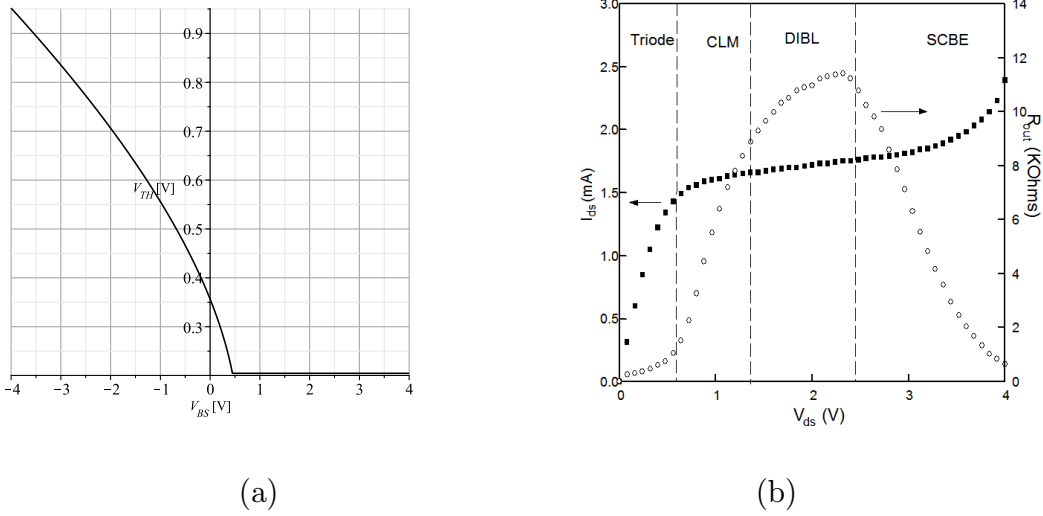 0.9
0.8
0.7
0.6
V_TH [V]
0.5
0.4
0.3
−4 −3 −2 −1 0 1 2 3 4
V_BS [V]
(a)
b)
3.0
2.5
2.0
1.5
1.0
0.5
0.0
I_ds (mA)
Triode CLM DIBL SCBE
14
12
10
8
6
4
2
0
R_out (KOhms)
0 1 2 3 4
V_ds (V)
(b)